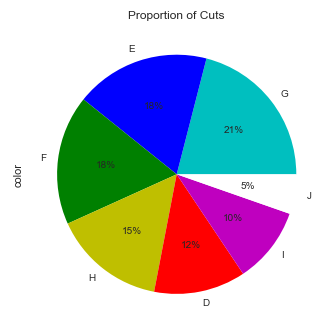 Proportion of Cuts
E
G
21%
F
18%
color
5%
J
10%
15%
12%
I
H
D